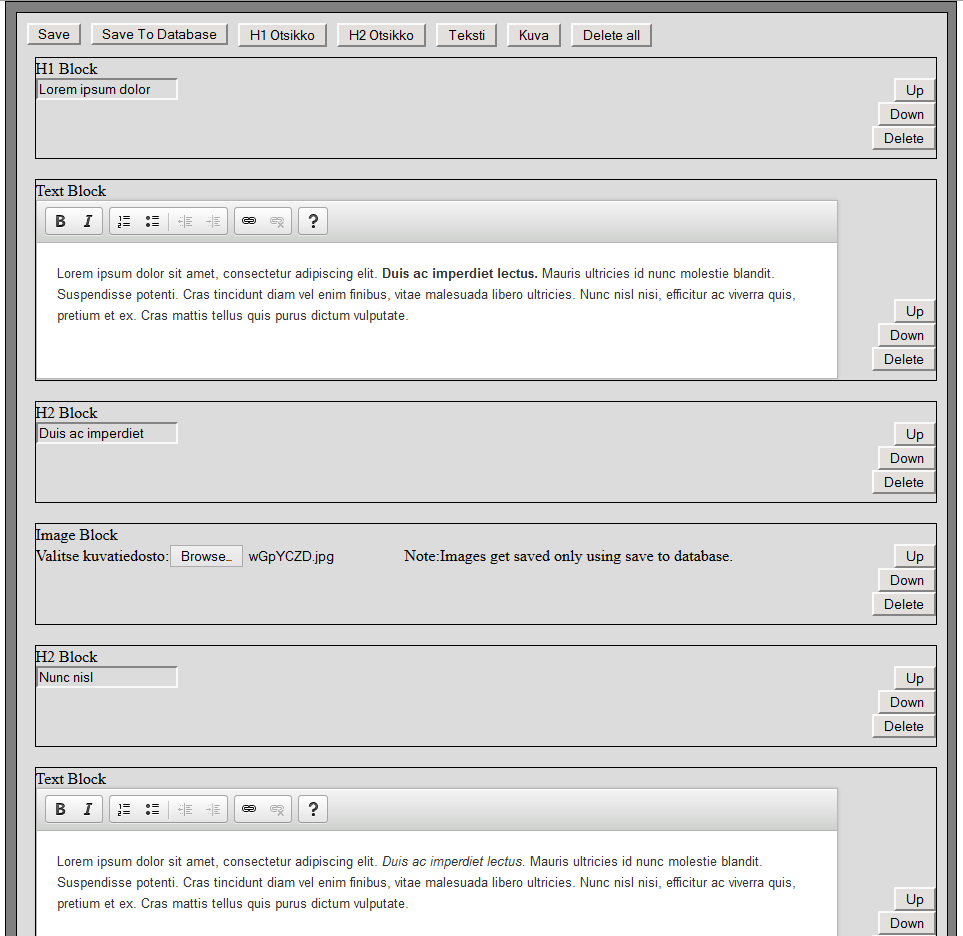 Save Save To Database H1 Otsikko H2 Otsikko Teksti Kuva Delete all
H1 Block
Lorem ipsum dolor
Up
Down
Delete
Text Block
B I ?
Lorem ipsum dolor sit amet, consectetur adipiscing elit. Duis ac imperdiet lectus. Mauris ultricies id nunc molestie blandit.
Suspendisse potenti. Cras tincidunt diam vel enim finibus, vitae malesuada libero ultricies. Nunc nisl nisi, efficitur ac viverra quis,
pretium et ex. Cras mattis tellus quis purus dictum vulputate.
Up
Down
Delete
H2 Block
Duis ac imperdiet
Up
Down
Delete
Image Block
Valitse kuvatiedosto: Browse… wGpYCZD.jpg Note:Images get saved only using save to database.
Up
Down
Delete
H2 Block
Nunc nisl
Up
Down
Delete
Text Block
B I ?
Lorem ipsum dolor sit amet, consectetur adipiscing elit. Duis ac imperdiet lectus. Mauris ultricies id nunc molestie blandit.
Suspendisse potenti. Cras tincidunt diam vel enim finibus, vitae malesuada libero ultricies. Nunc nisl nisi, efficitur ac viverra quis,
pretium et ex. Cras mattis tellus quis purus dictum vulputate.
Up
Down